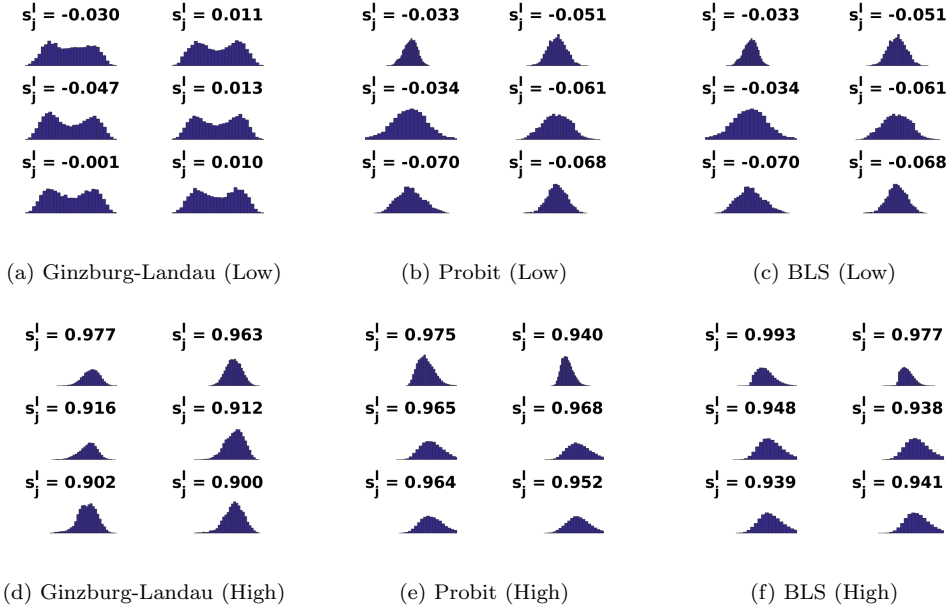 s_j^l = -0.030 s_j^l = 0.011 s_j^l = -0.033 s_j^l = -0.051 s_j^l = -0.033 s_j^l = -0.051
s_j^l = -0.047 s_j^l = 0.013 s_j^l = -0.034 s_j^l = -0.061 s_j^l = -0.034 s_j^l = -0.061
s_j^l = -0.001 s_j^l = 0.010 s_j^l = -0.070 s_j^l = -0.068 s_j^l = -0.070 s_j^l = -0.068
(a) Ginzburg-Landau (Low) (b) Probit (Low) (c) BLS (Low)
s_j^l = 0.977 s_j^l = 0.963 s_j^l = 0.975 s_j^l = 0.940 s_j^l = 0.993 s_j^l = 0.977
s_j^l = 0.916 s_j^l = 0.912 s_j^l = 0.965 s_j^l = 0.968 s_j^l = 0.948 s_j^l = 0.938
s_j^l = 0.902 s_j^l = 0.900 s_j^l = 0.964 s_j^l = 0.952 s_j^l = 0.939 s_j^l = 0.941
(d) Ginzburg-Landau (High) (e) Probit (High) (f) BLS (High)